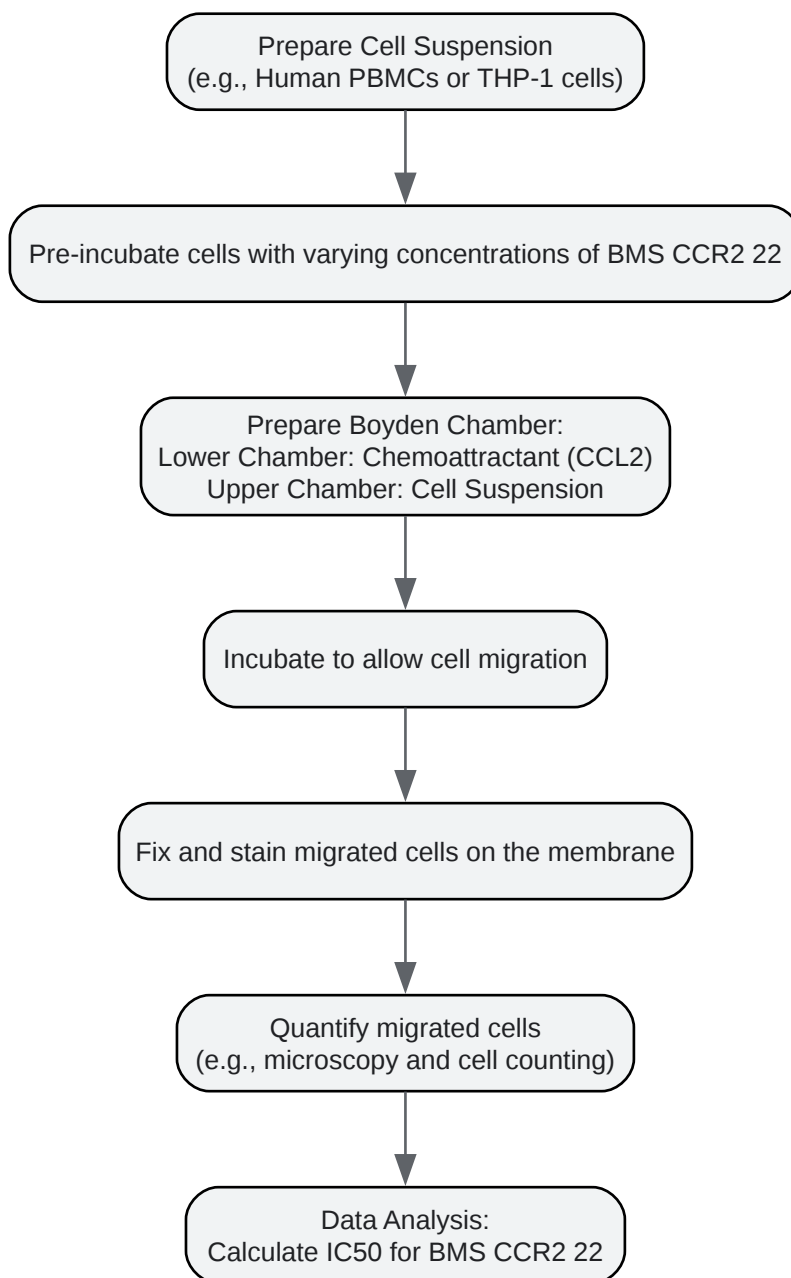 Prepare Cell Suspension
(e.g., Human PBMCs or THP-1 cells)
Pre-incubate cells with varying concentrations of BMS CCR2 22
Prepare Boyden Chamber:
Lower Chamber: Chemoattractant (CCL2)
Upper Chamber: Cell Suspension
Incubate to allow cell migration
Fix and stain migrated cells on the membrane
Quantify migrated cells
(e.g., microscopy and cell counting)
Data Analysis:
Calculate IC50 for BMS CCR2 22